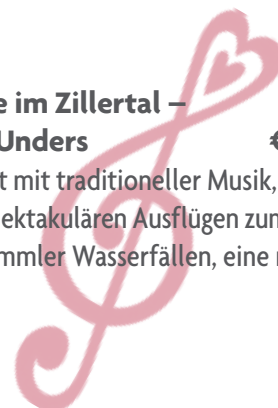 e im Zillertal –
Unders €
t mit traditioneller Musik,
ektakulären Ausflügen zum
mmler Wasserfällen, eine r